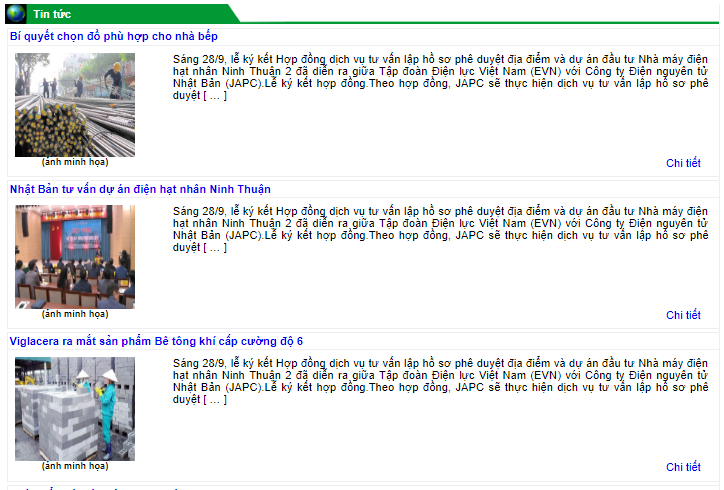 Tin tức
Bí quyết chọn đồ phù hợp cho nhà bếp
Sáng 28/9, lễ ký kết Hợp đồng dịch vụ tư vấn lập hồ sơ phê duyệt địa điểm và dự án đầu tư Nhà máy điện
hạt nhân Ninh Thuận 2 đã diễn ra giữa Tập đoàn Điện lực Việt Nam (EVN) với Công ty Điện nguyên tử
Nhật Bản (JAPC).Lễ ký kết hợp đồng.Theo hợp đồng, JAPC sẽ thực hiện dịch vụ tư vấn lập hồ sơ phê
duyệt [ ... ]
(ảnh minh họa)
Chi tiết
Nhật Bản tư vấn dự án điện hạt nhân Ninh Thuận
Sáng 28/9, lễ ký kết Hợp đồng dịch vụ tư vấn lập hồ sơ phê duyệt địa điểm và dự án đầu tư Nhà máy điện
hạt nhân Ninh Thuận 2 đã diễn ra giữa Tập đoàn Điện lực Việt Nam (EVN) với Công ty Điện nguyên tử
Nhật Bản (JAPC).Lễ ký kết hợp đồng.Theo hợp đồng, JAPC sẽ thực hiện dịch vụ tư vấn lập hồ sơ phê
duyệt [ ... ]
(ảnh minh họa)
Chi tiết
Viglacera ra mắt sản phẩm Bê tông khí cấp cường độ 6
Sáng 28/9, lễ ký kết Hợp đồng dịch vụ tư vấn lập hồ sơ phê duyệt địa điểm và dự án đầu tư Nhà máy điện
hạt nhân Ninh Thuận 2 đã diễn ra giữa Tập đoàn Điện lực Việt Nam (EVN) với Công ty Điện nguyên tử
Nhật Bản (JAPC).Lễ ký kết hợp đồng.Theo hợp đồng, JAPC sẽ thực hiện dịch vụ tư vấn lập hồ sơ phê
duyệt [ ... ]
(ảnh minh họa)
Chi tiết